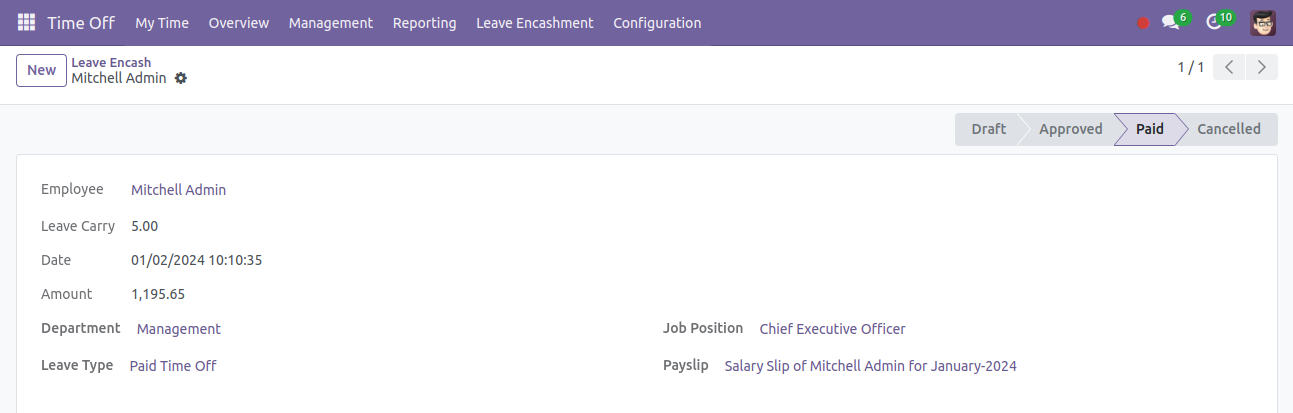 Time Off My Time Overview Management Reporting Leave Encashment Configuration 6 10
New Leave Encash
Mitchell Admin
1 / 1
Draft Approved Paid Cancelled
Employee Mitchell Admin
Leave Carry 5.00
Date 01/02/2024 10:10:35
Amount 1,195.65
Department Management Job Position Chief Executive Officer
Leave Type Paid Time Off Payslip Salary Slip of Mitchell Admin for January-2024